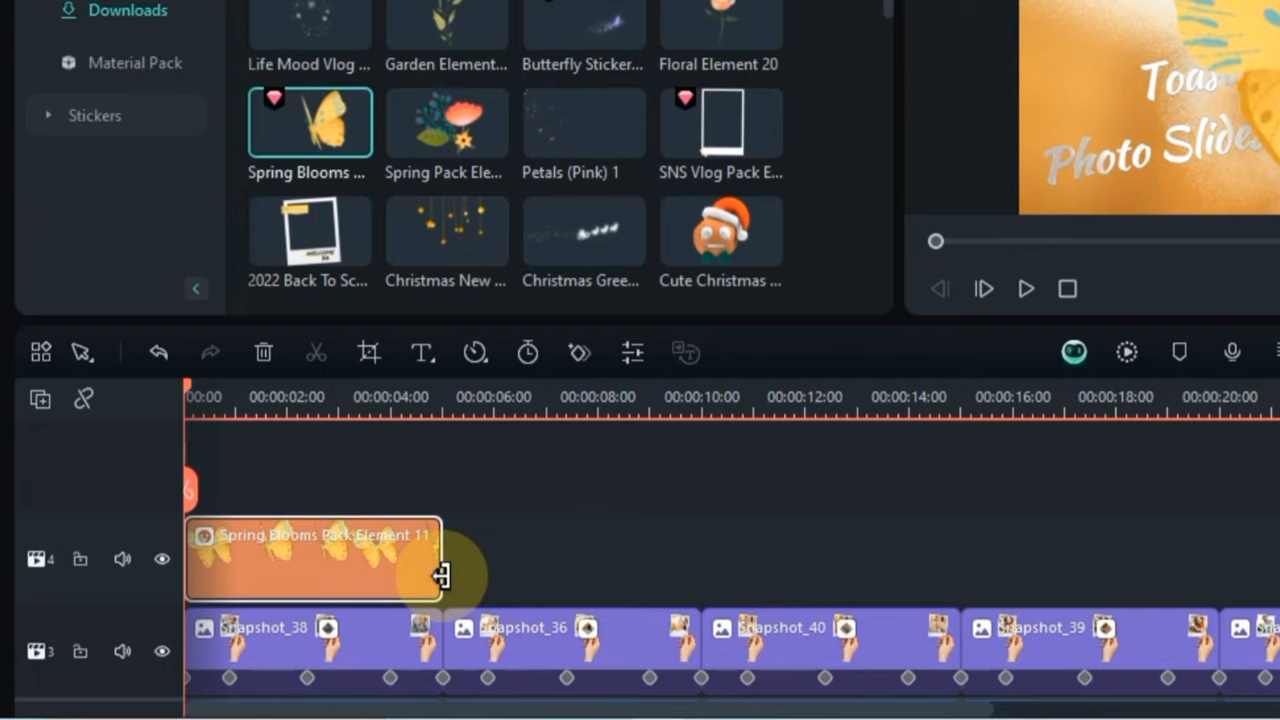 Downloads
Material Pack
Stickers
Life Mood Vlog ...
Garden Element...
Butterfly Sticker...
Floral Element 20
Spring Blooms ...
Spring Pack Ele...
Petals (Pink) 1
SNS Vlog Pack E...
2022 Back To Sc...
Christmas New ...
Christmas Gree...
Cute Christmas ...
Photo Slide
00:00
00:00:02:00
00:00:04:00
00:00:06:00
00:00:08:00
00:00:10:00
00:00:12:00
00:00:14:00
00:00:16:00
00:00:18:00
00:00:20:00
4
Spring Blooms Pack Element 11
3
Snapshot_38
Snapshot_36
Snapshot_40
Snapshot_39